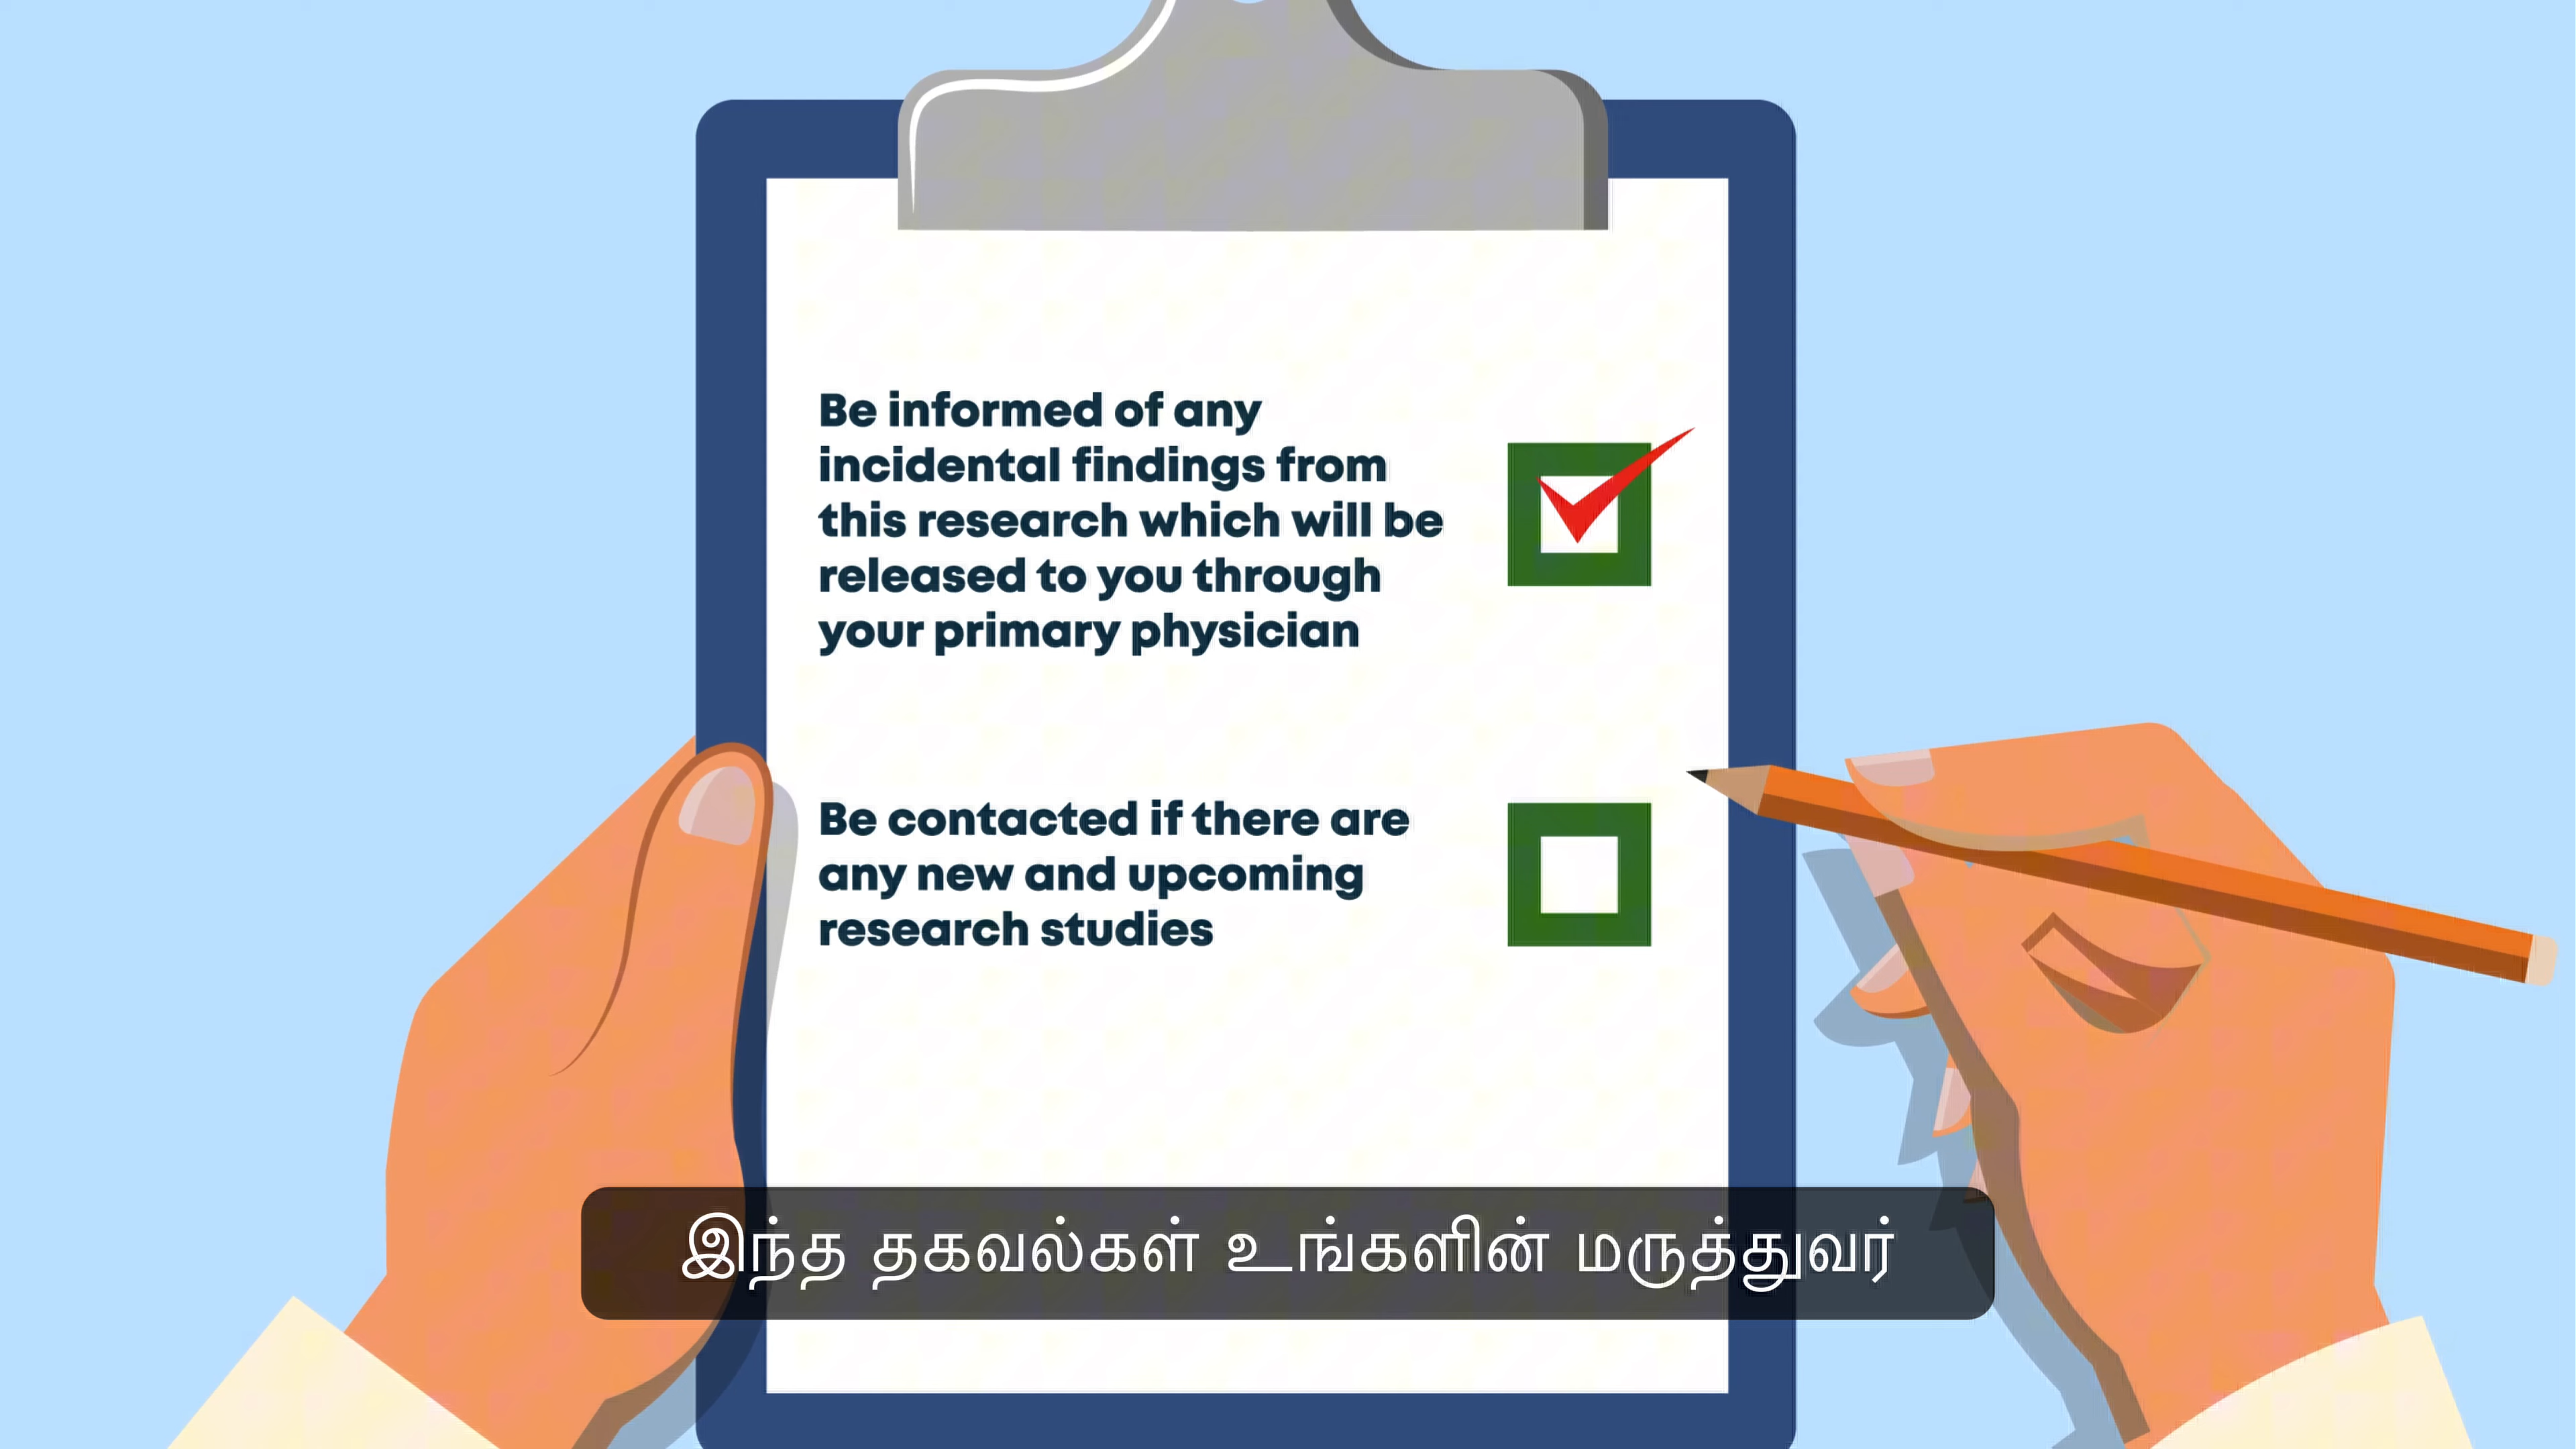 Be informed of any
incidental findings from
this research which will be
released to you through
your primary physician
Be contacted if there are
any new and upcoming
research studies
இந்த தகவல்கள் உங்களின் மருத்துவர்